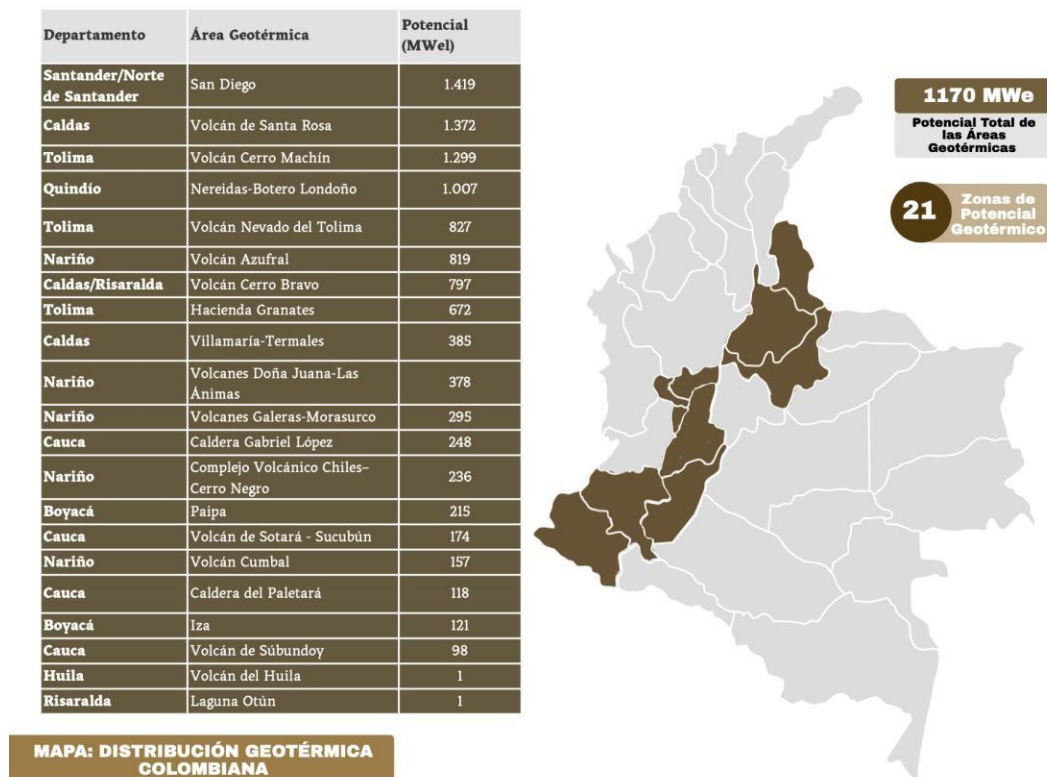 Departamento Área Geotérmica Potencial
(MWel)
Santander/Norte
de Santander San Diego 1.419
Caldas Volcán de Santa Rosa 1.372
Tolima Volcán Cerro Machín 1.299
Quindío Nereidas-Botero Londoño 1.007
Tolima Volcán Nevado del Tolima 827
Nariño Volcán Azufral 819
Caldas/Risaralda Volcán Cerro Bravo 797
Tolima Hacienda Granates 672
Caldas Villamaría-Termales 385
Nariño Volcanes Doña Juana-Las
Ánimas 378
Nariño Volcanes Galeras-Morasurco 295
Cauca Caldera Gabriel López 248
Nariño Complejo Volcánico Chiles–
Cerro Negro 236
Boyacá Paipa 215
Cauca Volcán de Sotará - Sucubún 174
Nariño Volcán Cumbal 157
Cauca Caldera del Paletará 118
Boyacá Iza 121
Cauca Volcán de Súbundoy 98
Huila Volcán del Huila 1
Risaralda Laguna Otún 1
1170 MWe
Potencial Total de
las Áreas
Geotérmicas
21
Zonas de
Potencial
Geotérmico
MAPA: DISTRIBUCIÓN GEOTÉRMICA
COLOMBIANA